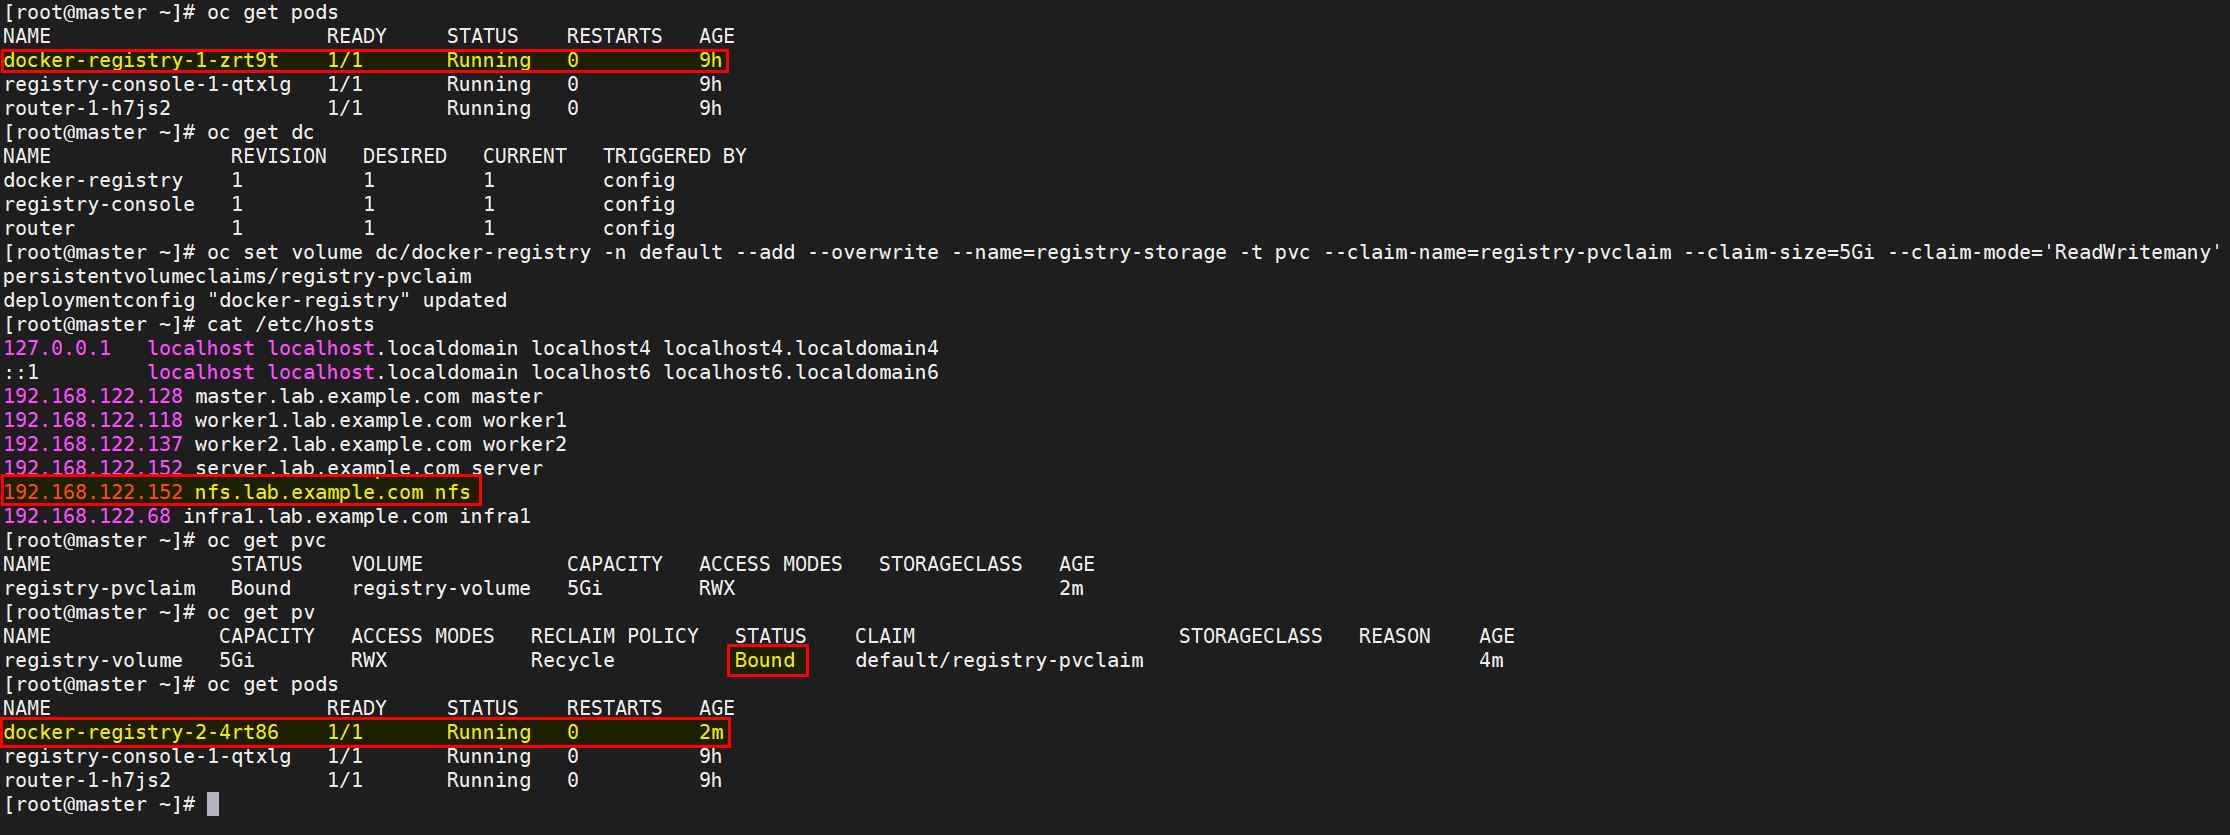 [root@master ~]# oc get pods
NAME                       READY     STATUS    RESTARTS   AGE
docker-registry-1-zrt9t    1/1       Running   0          9h
registry-console-1-qtxlg   1/1       Running   0          9h
router-1-h7js2             1/1       Running   0          9h
[root@master ~]# oc get dc
NAME               REVISION   DESIRED   CURRENT   TRIGGERED BY
docker-registry    1          1         1         config
registry-console   1          1         1         config
router             1          1         1         config
[root@master ~]# oc set volume dc/docker-registry -n default --add --overwrite --name=registry-storage -t pvc --claim-name=registry-pvclaim --claim-size=5Gi --claim-mode='ReadWritemany'
persistentvolumeclaims/registry-pvclaim
deploymentconfig "docker-registry" updated
[root@master ~]# cat /etc/hosts
127.0.0.1   localhost localhost.localdomain localhost4 localhost4.localdomain4
::1         localhost localhost.localdomain localhost6 localhost6.localdomain6
192.168.122.128 master.lab.example.com master
192.168.122.118 worker1.lab.example.com worker1
192.168.122.137 worker2.lab.example.com worker2
192.168.122.152 server.lab.example.com server
192.168.122.152 nfs.lab.example.com nfs
192.168.122.68 infra1.lab.example.com infra1
[root@master ~]# oc get pvc
NAME               STATUS    VOLUME            CAPACITY   ACCESS MODES   STORAGECLASS   AGE
registry-pvclaim   Bound     registry-volume   5Gi        RWX                           2m
[root@master ~]# oc get pv
NAME              CAPACITY   ACCESS MODES   RECLAIM POLICY   STATUS    CLAIM                      STORAGECLASS   REASON    AGE
registry-volume   5Gi        RWX            Recycle          Bound     default/registry-pvclaim                            4m
[root@master ~]# oc get pods
NAME                       READY     STATUS    RESTARTS   AGE
docker-registry-2-4rt86    1/1       Running   0          2m
registry-console-1-qtxlg   1/1       Running   0          9h
router-1-h7js2             1/1       Running   0          9h
[root@master ~]#